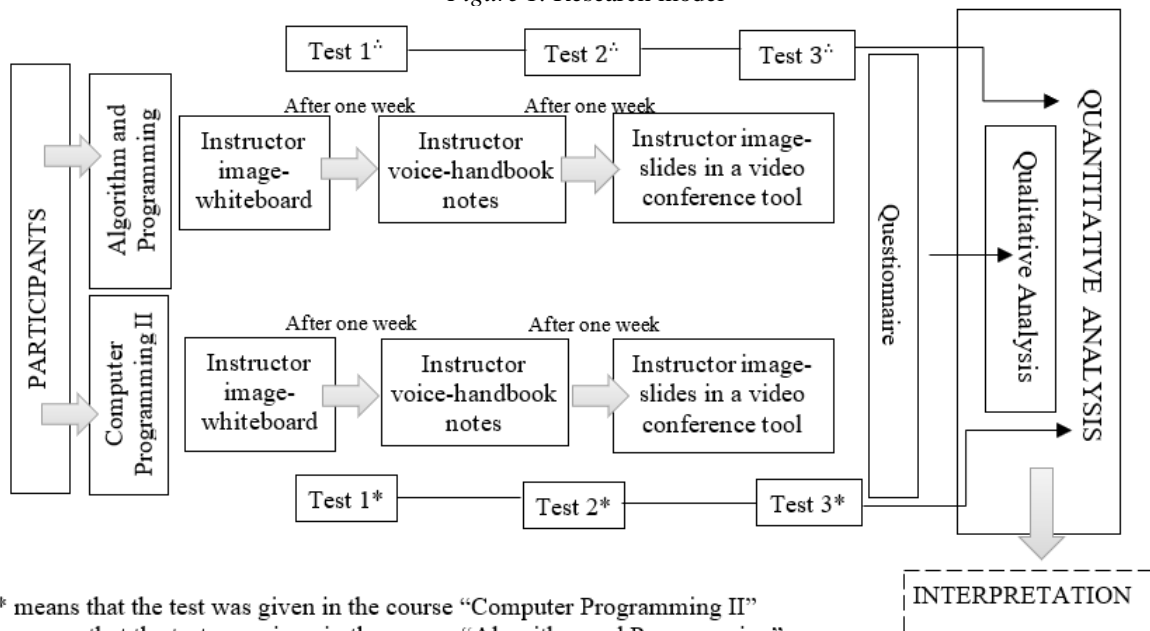 Figure 1. Research model
Test 1∴
Test 2∴
Test 3∴
PARTICIPANTS
Algorithm and
Programming
After one week
After one week
Instructor
image-
whiteboard
Instructor
voice-handbook
notes
Instructor image-
slides in a video
conference tool
Computer
Programming II
After one week
After one week
Instructor
image-
whiteboard
Instructor
voice-handbook
notes
Instructor image-
slides in a video
conference tool
Test 1*
Test 2*
Test 3*
Questionnaire
Qualitative Analysis
QUANTITATIVE ANALYSIS
INTERPRETATION
* means that the test was given in the course “Computer Programming II”